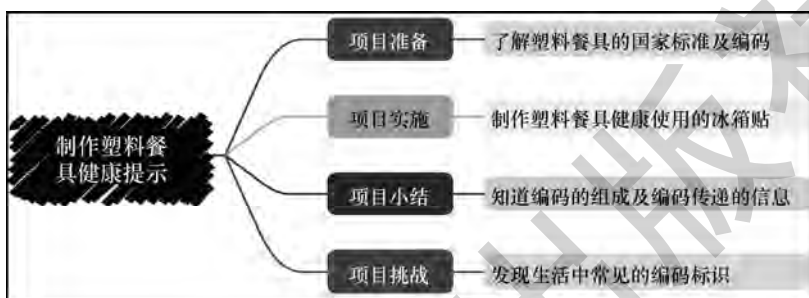 项目准备
了解塑料餐具的国家标准及编码
项目实施
制作塑料餐具健康使用的冰箱贴
制作塑料餐
具健康提示
项目小结
知道编码的组成及编码传递的信息
项目挑战
发现生活中常见的编码标识